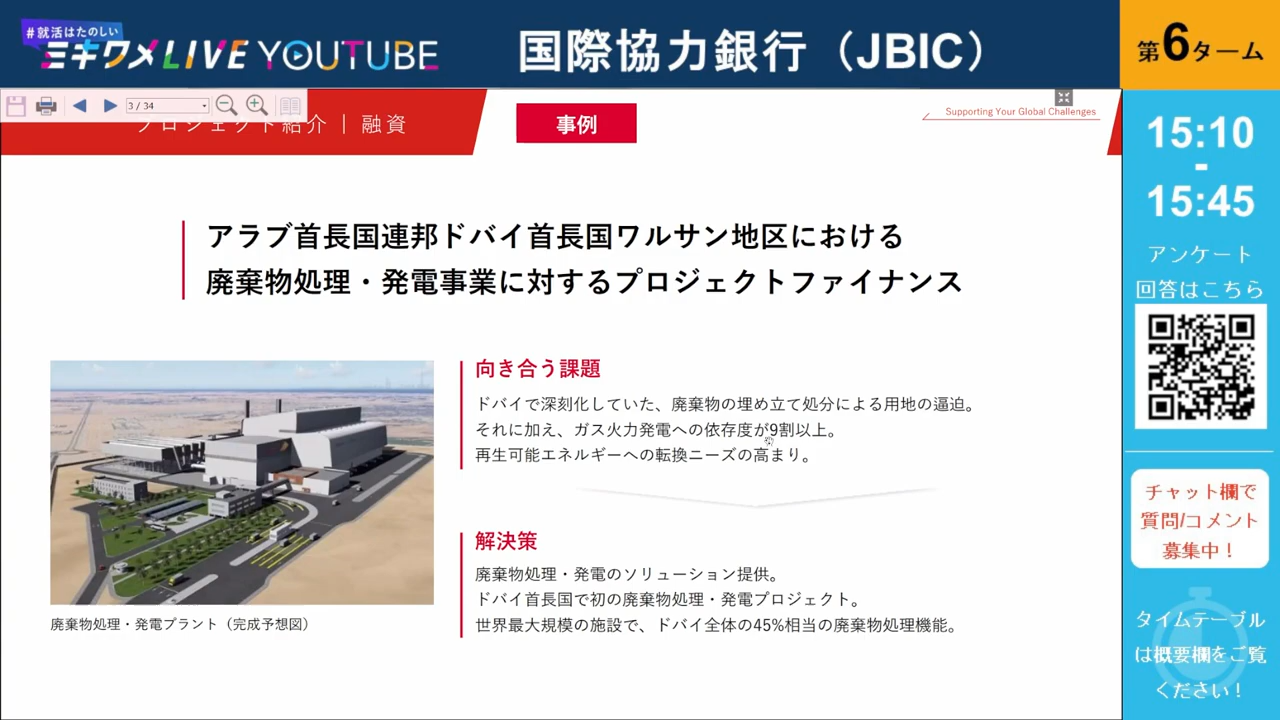 #就活はたのしい
ミキワメLIVE YOUTUBE
国際協力銀行（JBIC）
第6ターム
3 / 34
プロジェクト紹介｜融資
事例
Supporting Your Global Challenges
アラブ首長国連邦ドバイ首長国ワルサン地区における
廃棄物処理・発電事業に対するプロジェクトファイナンス
向き合う課題
ドバイで深刻化していた、廃棄物の埋め立て処分による用地の逼迫。
それに加え、ガス火力発電への依存度が9割以上。
再生可能エネルギーへの転換ニーズの高まり。
解決策
廃棄物処理・発電のソリューション提供。
ドバイ首長国で初の廃棄物処理・発電プロジェクト。
世界最大規模の施設で、ドバイ全体の45%相当の廃棄物処理機能。
廃棄物処理・発電プラント（完成予想図）
15:10
-
15:45
アンケート
回答はこちら
チャット欄で
質問/コメント
募集中！
タイムテーブル
は概要欄をご覧
ください！